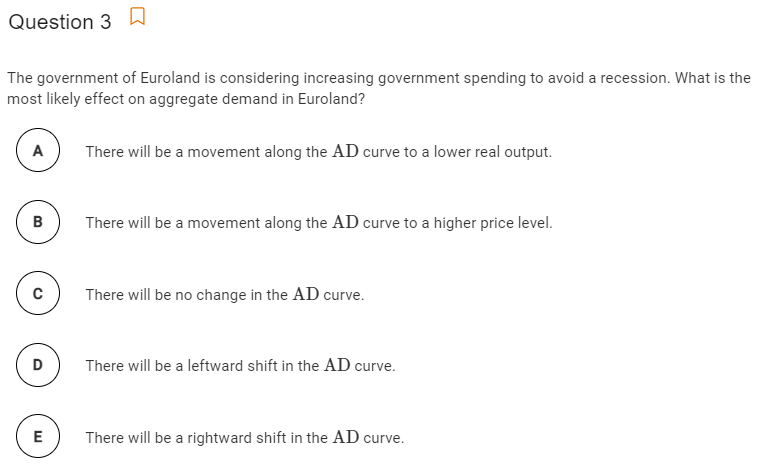 Question 3
The government of Euroland is considering increasing government spending to avoid a recession. What is the
most likely effect on aggregate demand in Euroland?
A There will be a movement along the AD curve to a lower real output.
B There will be a movement along the AD curve to a higher price level.
C There will be no change in the AD curve.
D There will be a leftward shift in the AD curve.
E There will be a rightward shift in the AD curve.